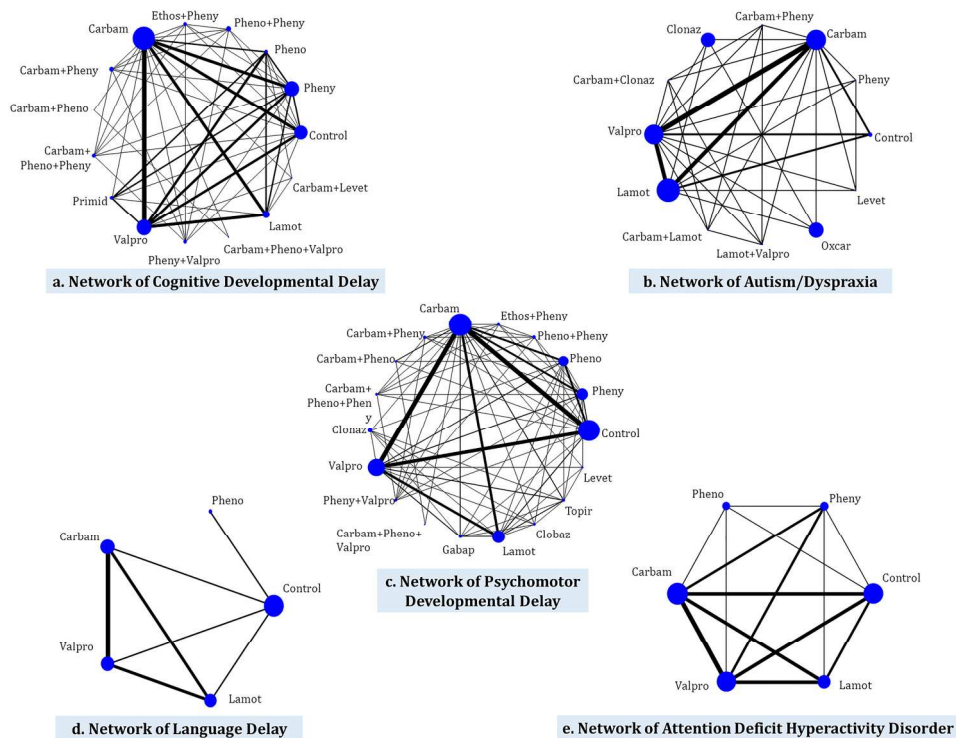 Ethos+Pheny
Pheno+Pheny
Carbam
Pheno
Carbam+Pheny
Pheny
Carbam+Pheno
Control
Carbam+
Pheno+Pheny
Carbam+Levet
Primid
Lamot
Valpro
Pheny+Valpro
Carbam+Pheno+Valpro
a. Network of Cognitive Developmental Delay
Carbam+Pheny
Clonaz
Carbam
Carbam+Clonaz
Pheny
Valpro
Control
Lamot
Levet
Carbam+Lamot
Oxcar
Lamot+Valpro
b. Network of Autism/Dyspraxia
Carbam
Ethos+Pheny
Carbam+Pheny
Pheno+Pheny
Carbam+Pheno
Pheno
Carbam+
Pheno+Phen
y
Pheny
Clonaz
Control
Valpro
Levet
Pheny+Valpro
Topir
Carbam+Pheno+
Valpro
Clobaz
Gabap
Lamot
c. Network of Psychomotor
Developmental Delay
Pheno
Carbam
Control
Valpro
Lamot
d. Network of Language Delay
Pheno
Pheny
Carbam
Control
Valpro
Lamot
e. Network of Attention Deficit Hyperactivity Disorder